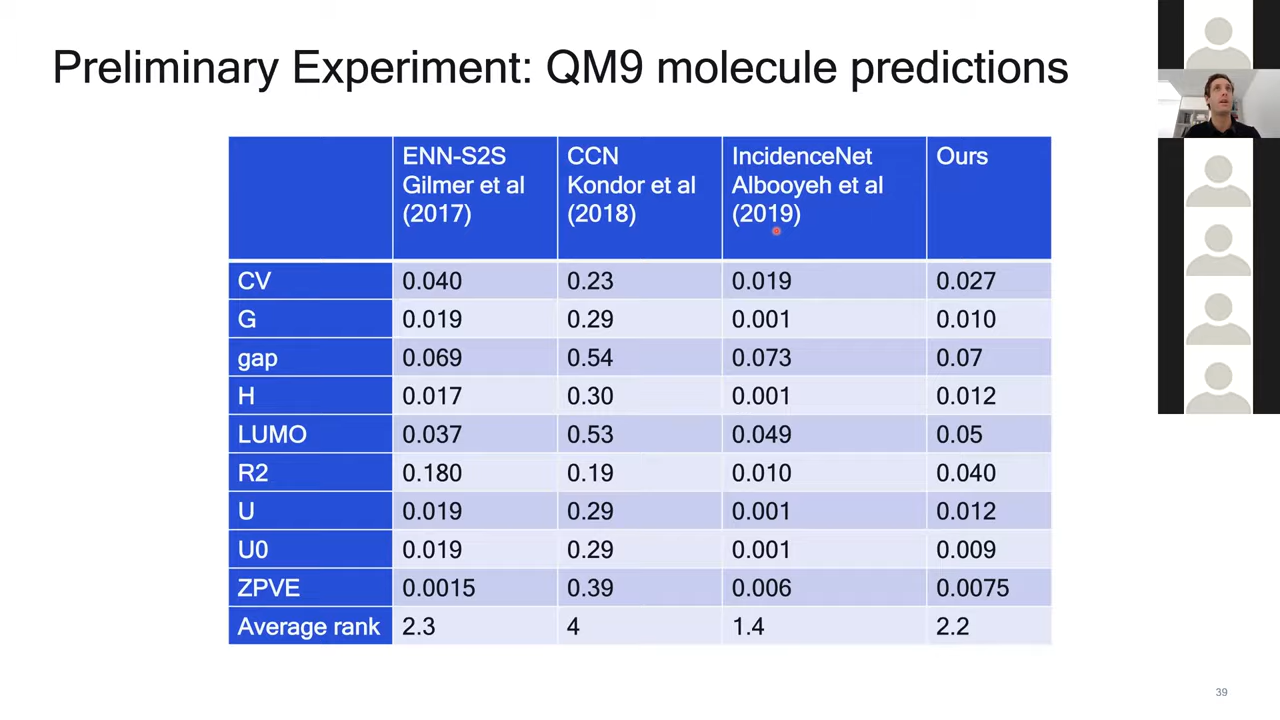 Preliminary Experiment: QM9 molecule predictions
ENN-S2S
Gilmer et al
(2017)
CCN
Kondor et al
(2018)
IncidenceNet
Albooyeh et al
(2019)
Ours
CV 0.040 0.23 0.019 0.027
G 0.019 0.29 0.001 0.010
gap 0.069 0.54 0.073 0.07
H 0.017 0.30 0.001 0.012
LUMO 0.037 0.53 0.049 0.05
R2 0.180 0.19 0.010 0.040
U 0.019 0.29 0.001 0.012
U0 0.019 0.29 0.001 0.009
ZPVE 0.0015 0.39 0.006 0.0075
Average rank 2.3 4 1.4 2.2
39